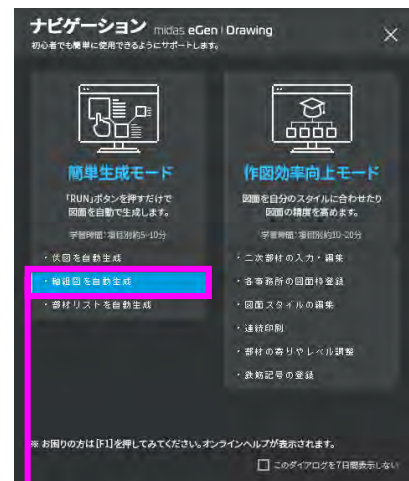 ナビゲーション midas eGen | Drawing
初心者でも簡単に使用できるようにサポートします。
簡単生成モード
「RUN」ボタンを押すだけで
図面を自動で生成します。
学習時間:項目別約5~10分
・伏図を自動生成
・軸組図を自動生成
・部材リストを自動生成
作図効率向上モード
図面を自分のスタイルに合わせたり
図面の精度を高めます。
学習時間:項目別約10~20分
・二次部材の入力・編集
・各事務所の図面枠登録
・図面スタイルの編集
・連続印刷
・部材の寄りやレベル調整
・鉄筋記号の登録
※ お困りの方は[F1]を押してみてください。オンラインヘルプが表示されます。
このダイアログを7日間表示しない